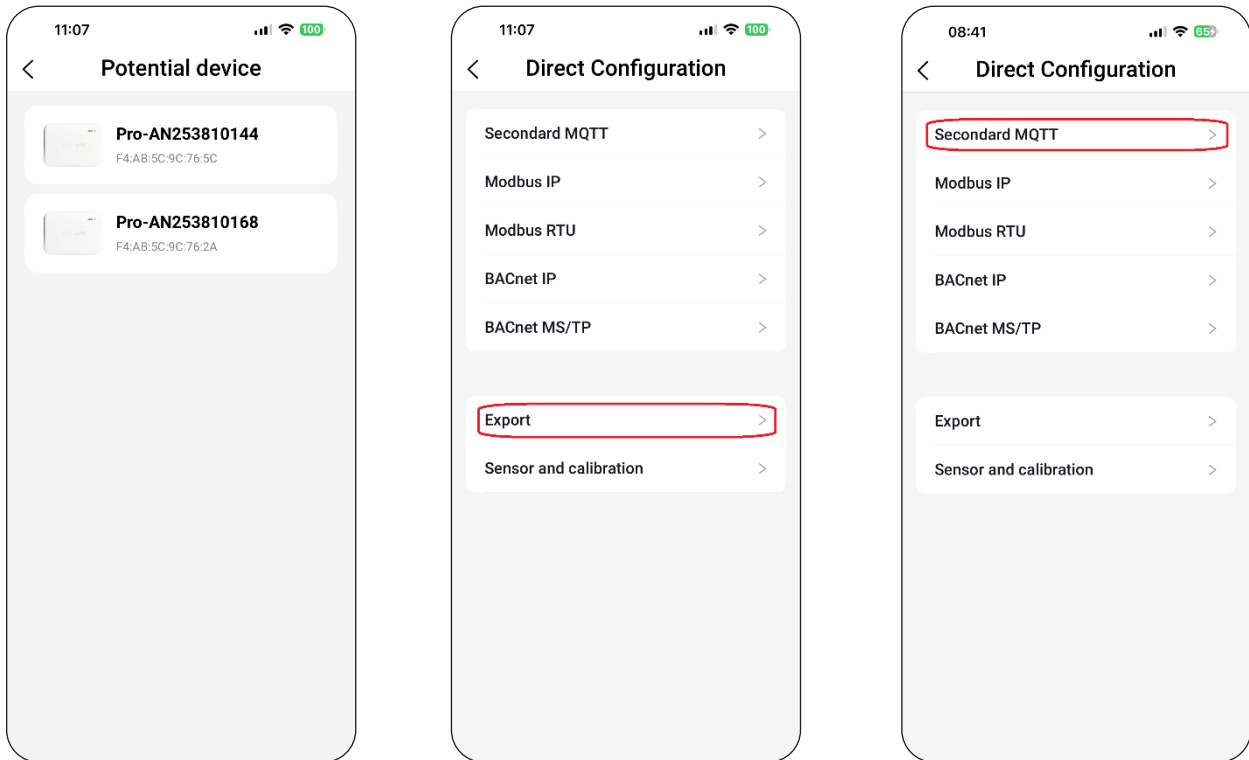 11:07
100
Potential device
Pro-AN253810144
F4:AB:5C:9C:76:5C
Pro-AN253810168
F4:AB:5C:9C:76:2A
11:07
100
Direct Configuration
Secondard MQTT
Modbus IP
Modbus RTU
BACnet IP
BACnet MS/TP
Export
Sensor and calibration
08:41
65
Direct Configuration
Secondard MQTT
Modbus IP
Modbus RTU
BACnet IP
BACnet MS/TP
Export
Sensor and calibration